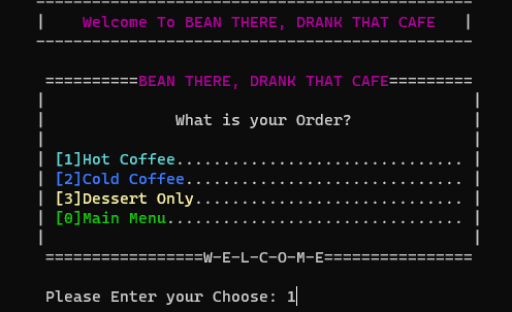 Welcome To BEAN THERE, DRANK THAT CAFE
==========BEAN THERE, DRANK THAT CAFE=========
What is your Order?
[1]Hot Coffee...............................
[2]Cold Coffee..............................
[3]Dessert Only.............................
[0]Main Menu................................
=================W-E-L-C-O-M-E================
Please Enter your Choose: 1